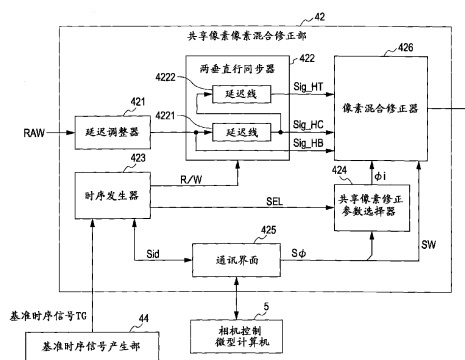 42
共享像素像素混合修正部
两垂直行同步器
422
426
4222
延迟线
Sig_HT
421
4221
像素混合修正器
RAW
延迟调整器
延迟线
Sig_HC
Sig_HB
423
R/W
424
Φi
时序发生器
SEL
共享像素修正
参数选择器
425
Sid
通讯界面
SΦ
SW
基准时序信号TG
44
5
基准时序信号产生部
相机控制
微型计算机